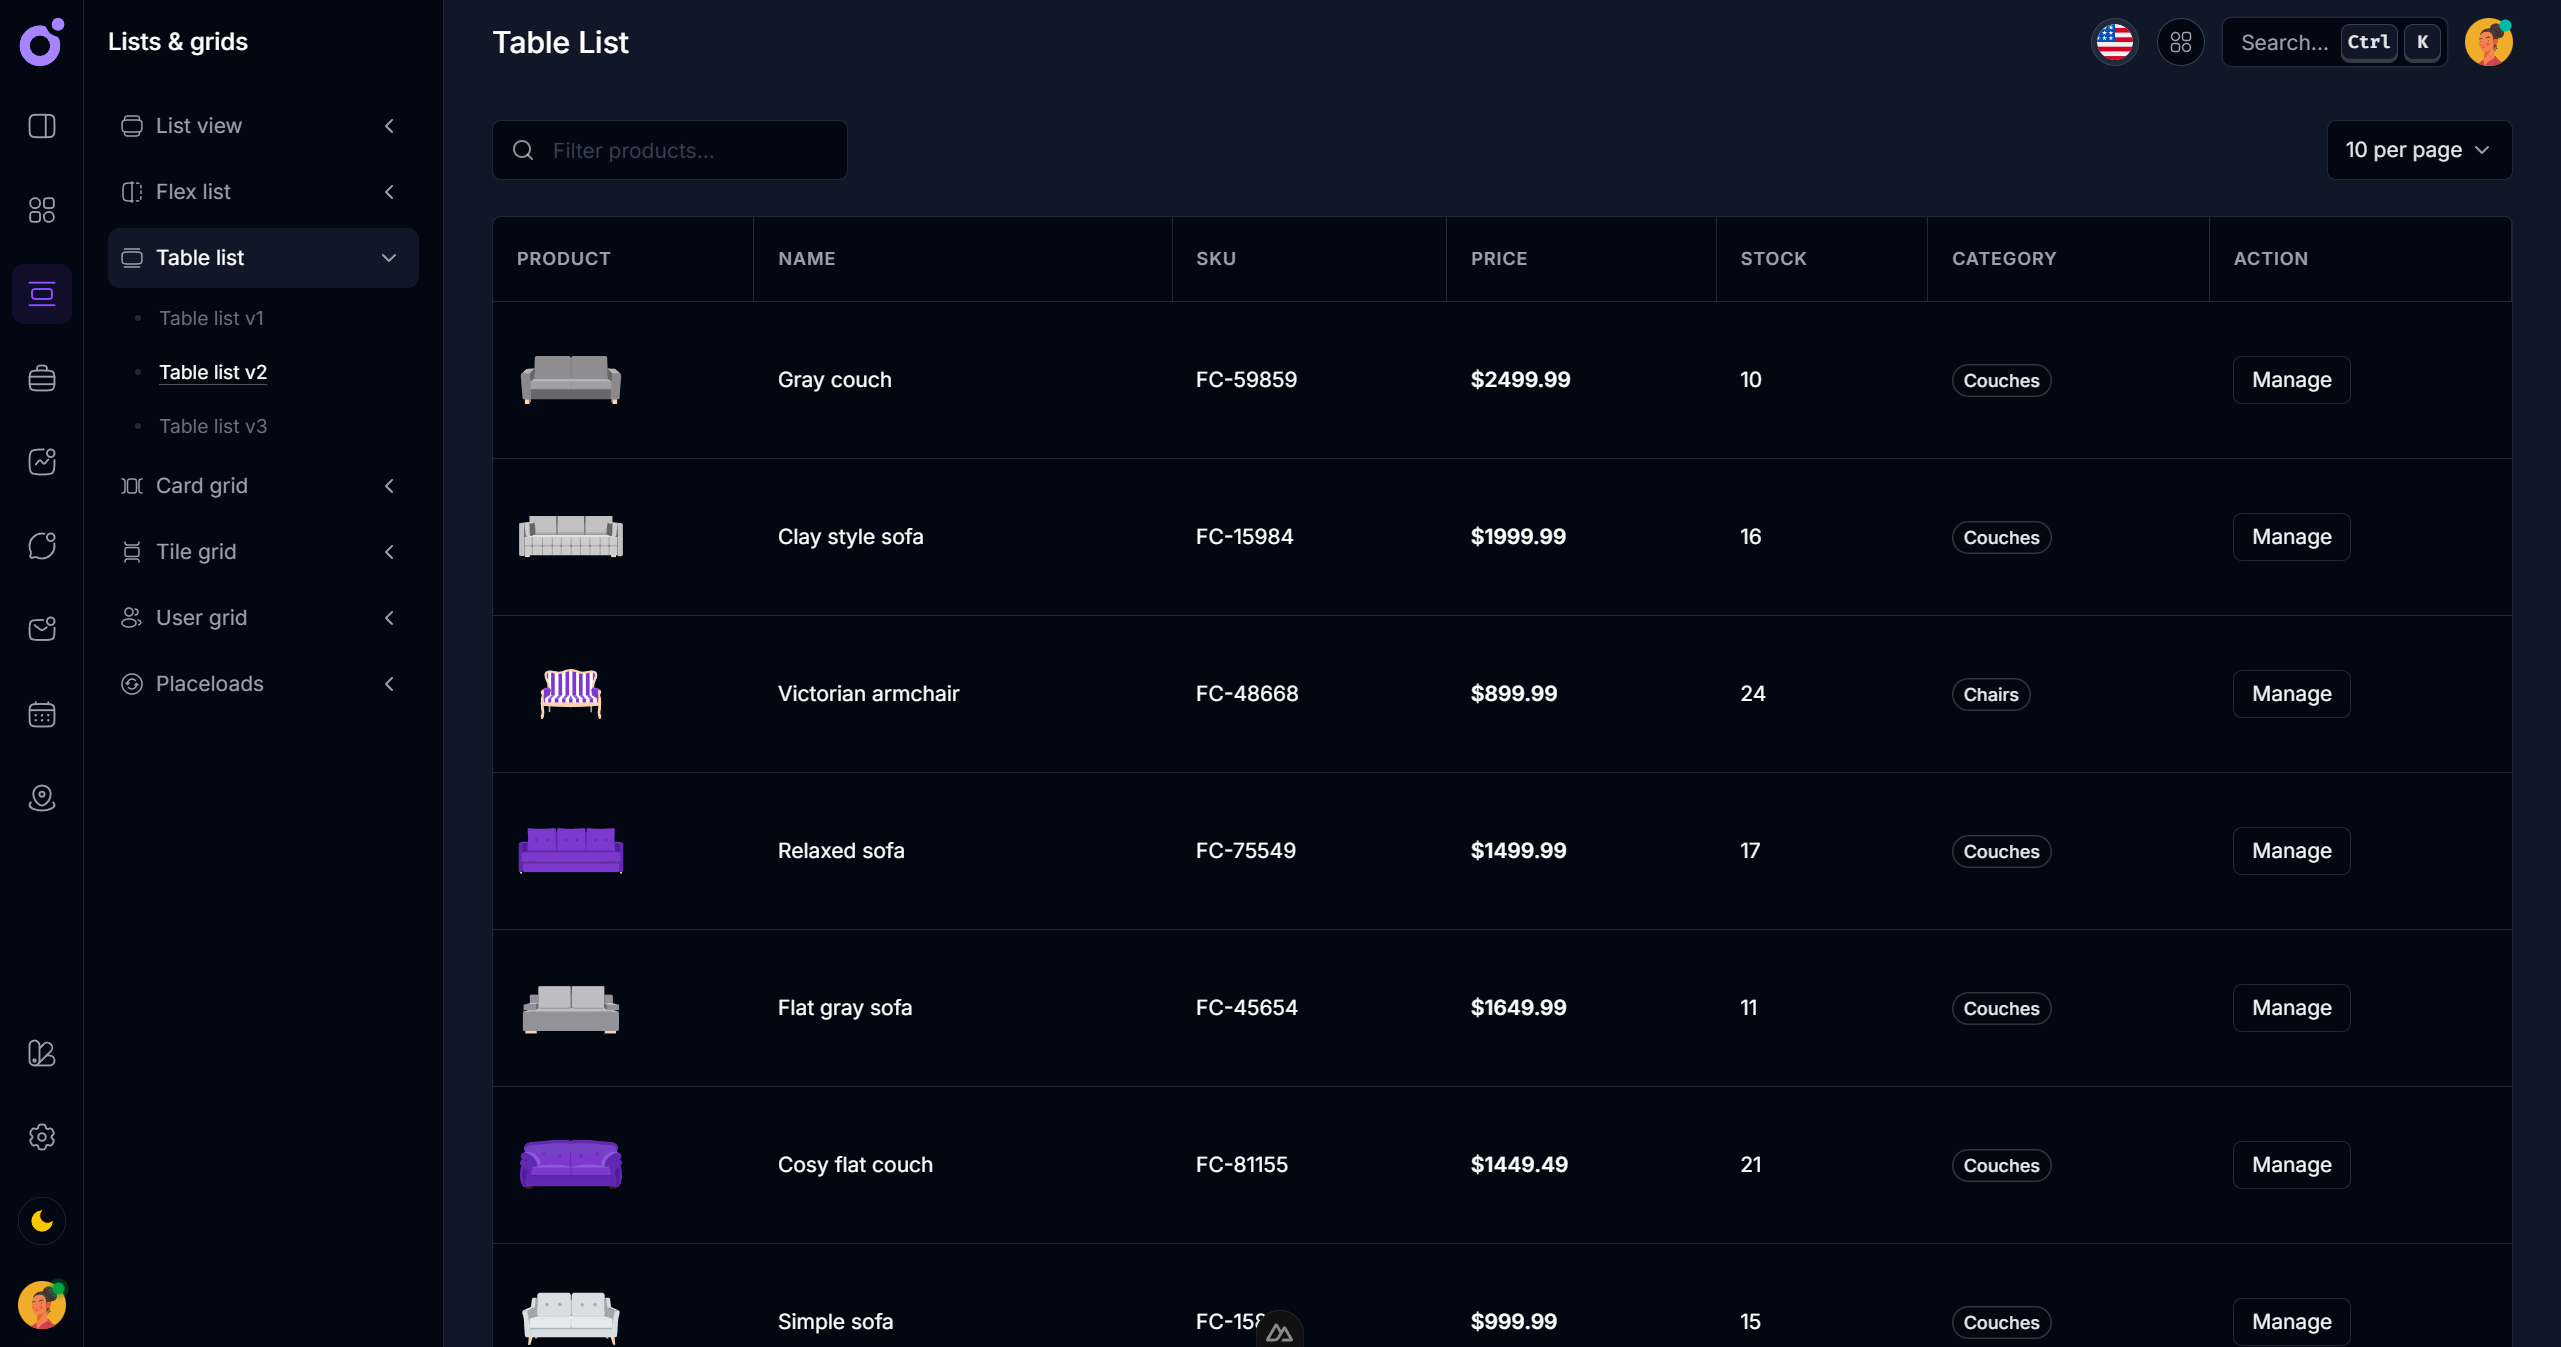 Lists & grids
List view
Flex list
Table list
Table list v1
Table list v2
Table list v3
Card grid
Tile grid
User grid
Placeloads
Table List
Search... Ctrl K
Filter products...
10 per page
PRODUCT NAME SKU PRICE STOCK CATEGORY ACTION
Gray couch FC-59859 $2499.99 10 Couches Manage
Clay style sofa FC-15984 $1999.99 16 Couches Manage
Victorian armchair FC-48668 $899.99 24 Chairs Manage
Relaxed sofa FC-75549 $1499.99 17 Couches Manage
Flat gray sofa FC-45654 $1649.99 11 Couches Manage
Cosy flat couch FC-81155 $1449.49 21 Couches Manage
Simple sofa $999.99 15 Couches Manage